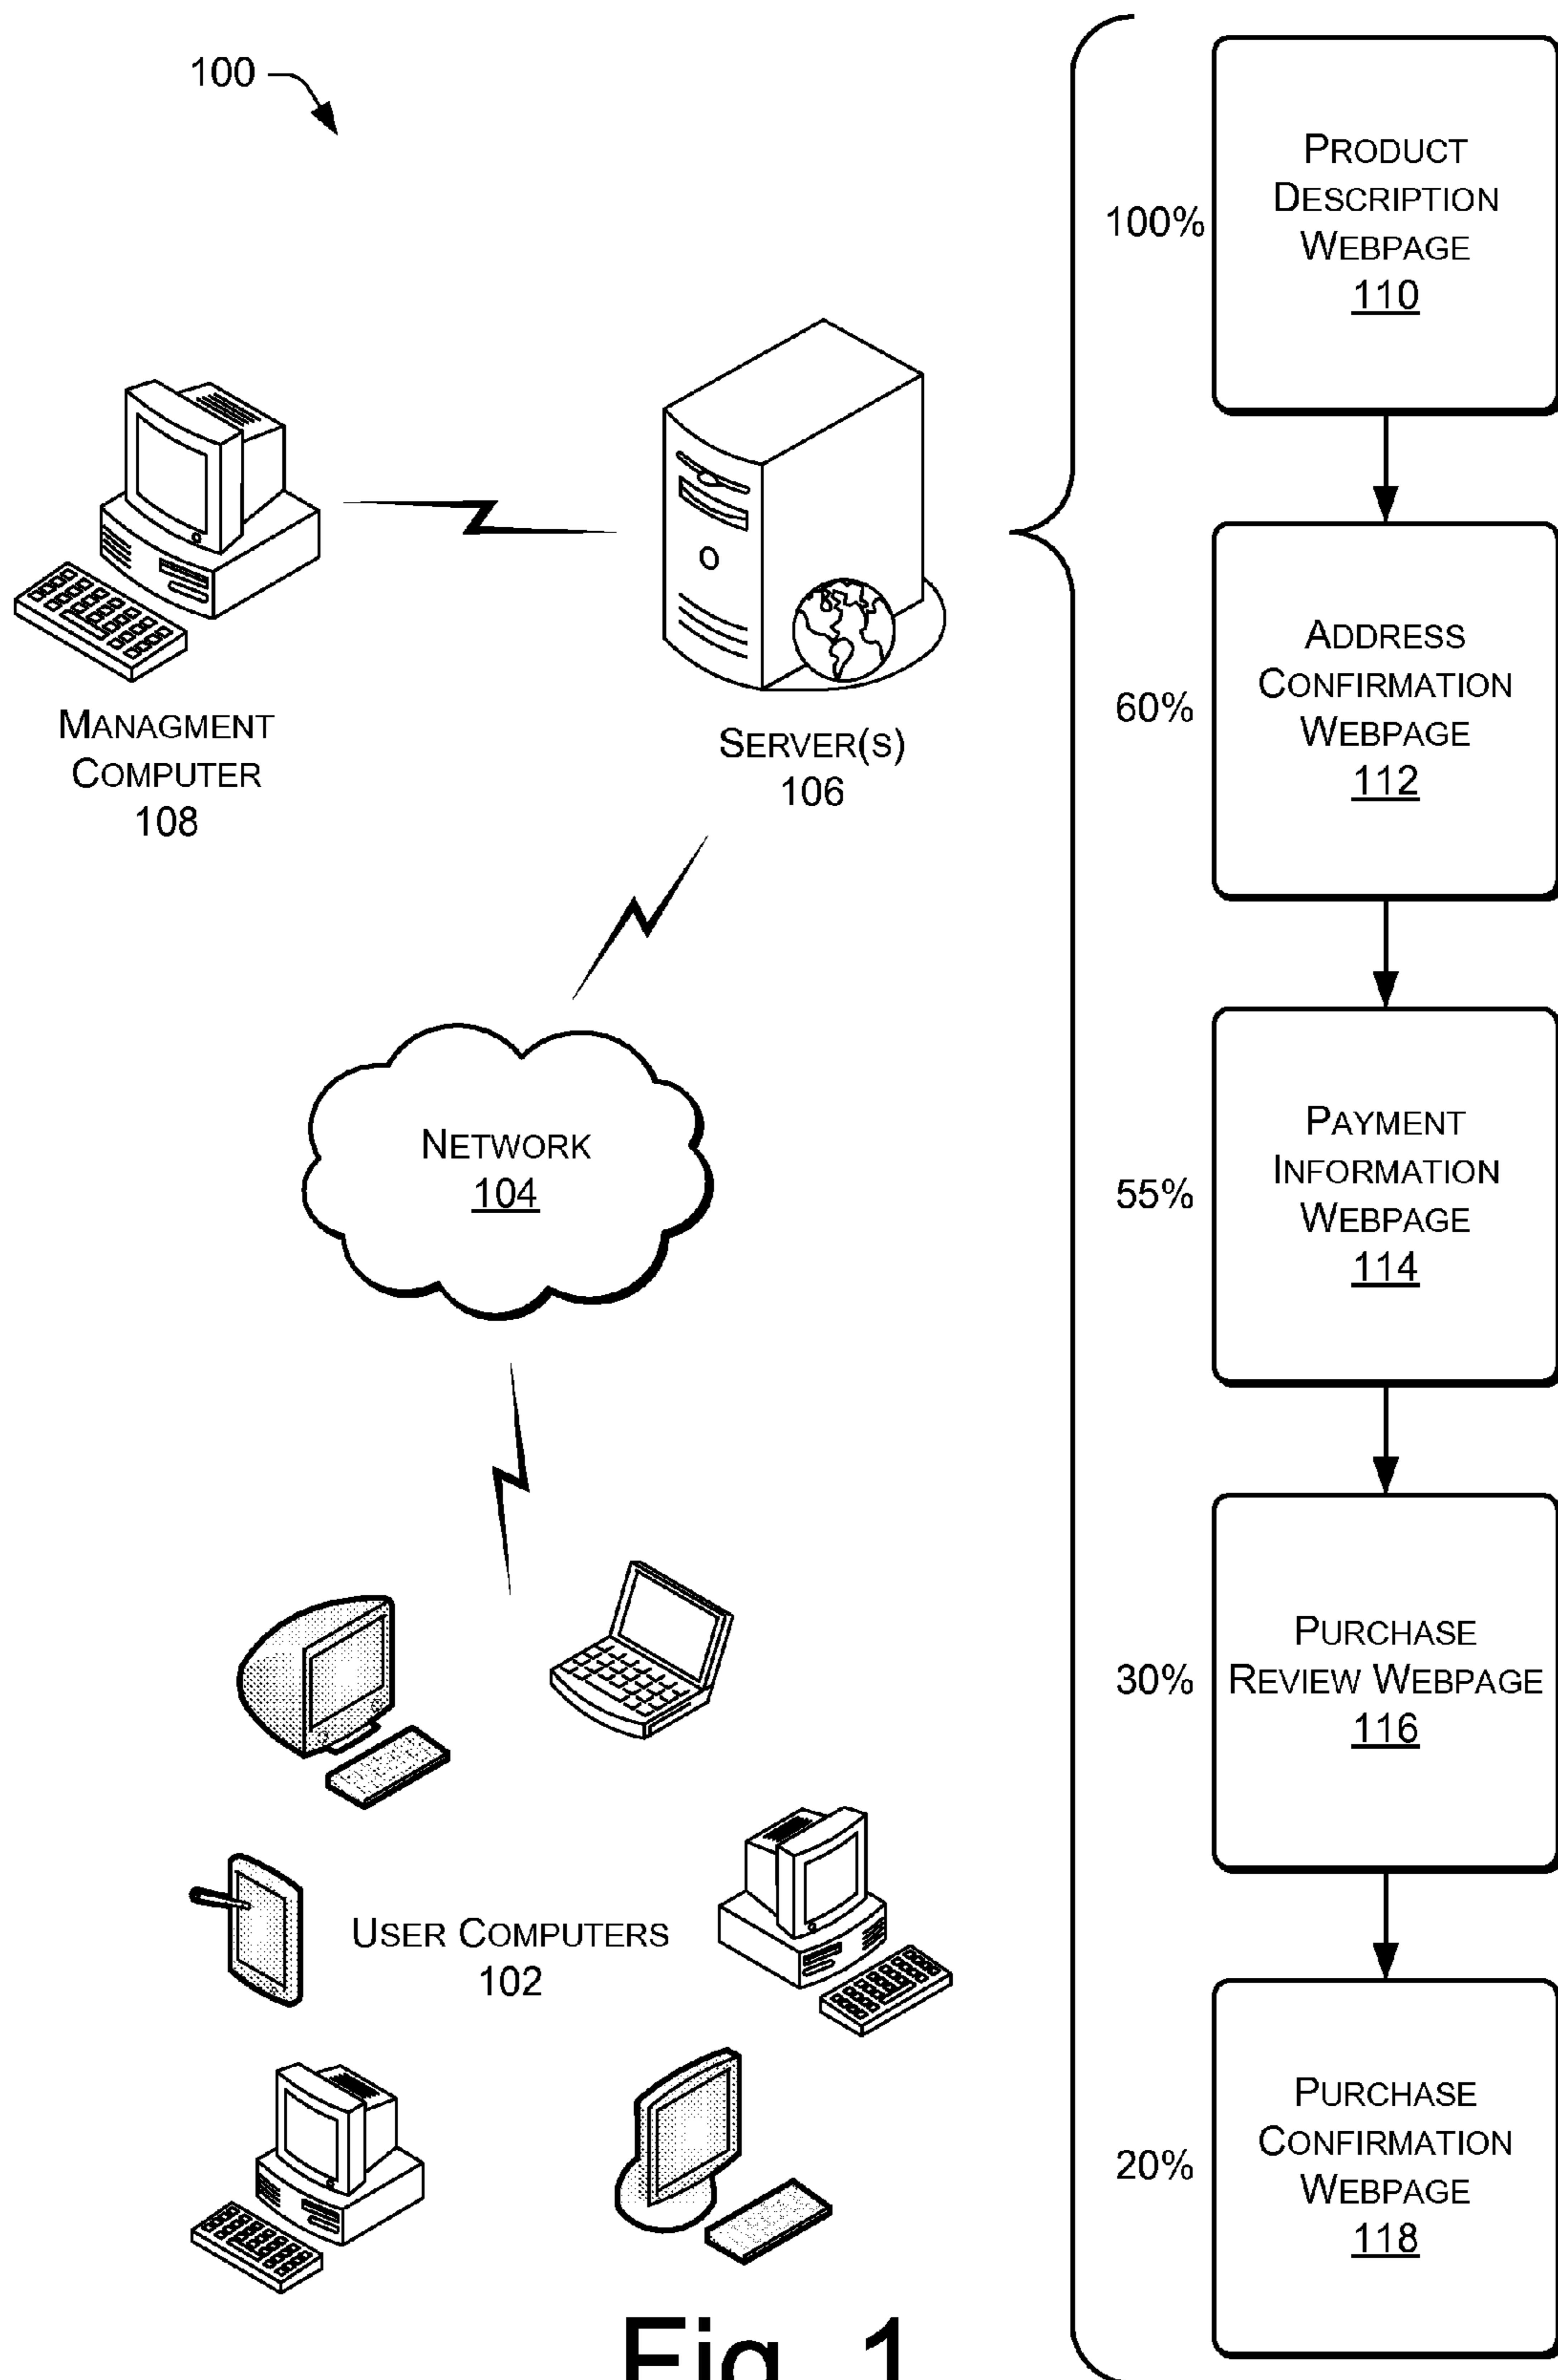 100
MANAGMENT
COMPUTER
108
SERVER(S)
106
NETWORK
104
USER COMPUTERS
102
100%
PRODUCT
DESCRIPTION
WEBPAGE
110
60%
ADDRESS
CONFIRMATION
WEBPAGE
112
55%
PAYMENT
INFORMATION
WEBPAGE
114
30%
PURCHASE
REVIEW WEBPAGE
116
20%
PURCHASE
CONFIRMATION
WEBPAGE
118
Fig. 1